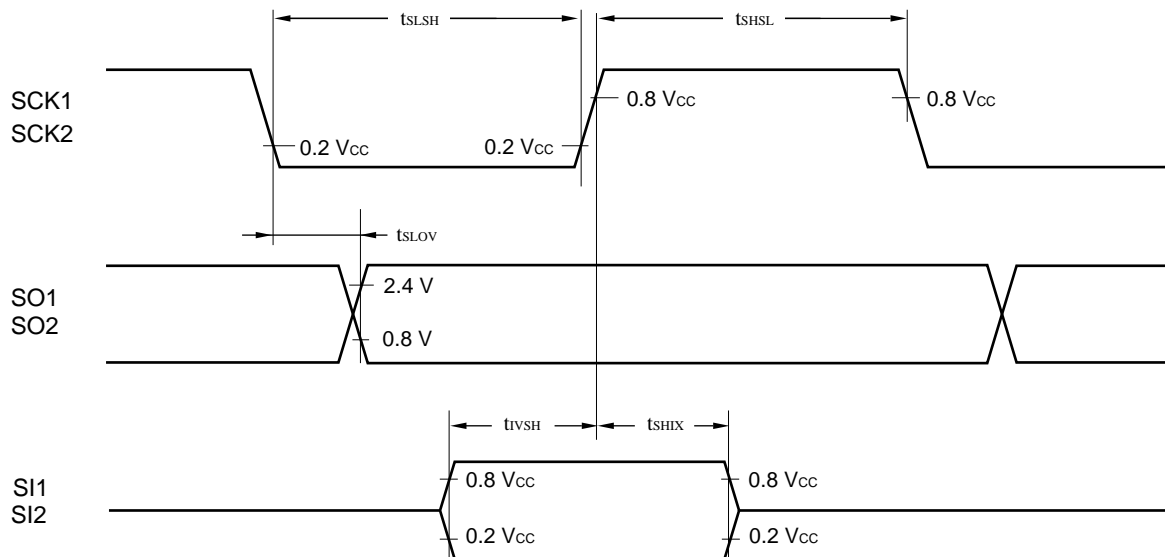 tSLSH
tSHSL
SCK1
SCK2
0.8 VCC
0.8 VCC
0.2 VCC
0.2 VCC
tSLOV
SO1
SO2
2.4 V
0.8 V
tIVSH
tSHIX
SI1
SI2
0.8 VCC
0.8 VCC
0.2 VCC
0.2 VCC